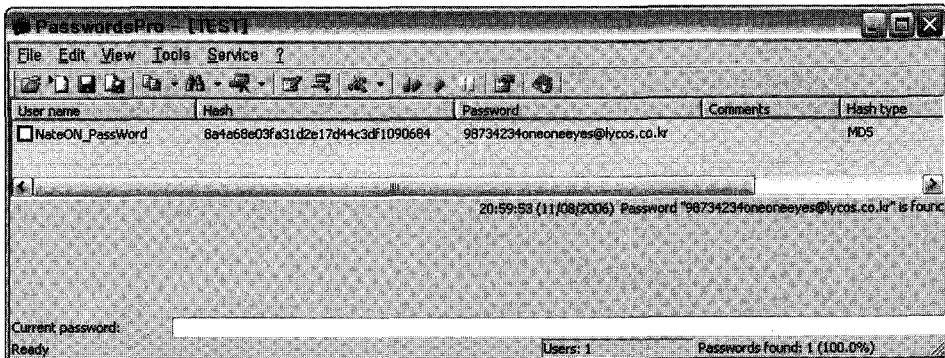 PasswordsPro - [TEST]
File Edit View Tools Service ?
User name Hash Password Comments Hash type
NateON_PassWord 8a4a68e03fa31d2e17d44c3df1090684 98734234oneoneeyes@lycos.co.kr MD5
20:59:53 (11/08/2006) Password "98734234oneoneeyes@lycos.co.kr" is found
Current password:
Ready Users: 1 Passwords found: 1 (100.0%)